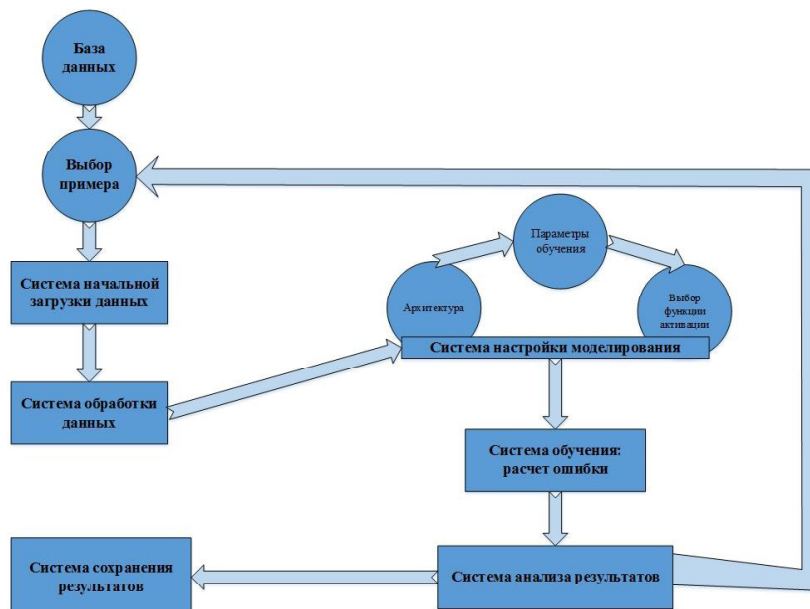 База
данных
Выбор
примера
Система начальной
загрузки данных
Система обработки
данных
Архитектура
Параметры
обучения
Выбор
функции
активации
Система настройки моделирования
Система обучения:
расчет ошибки
Система анализа результатов
Система сохранения
результатов